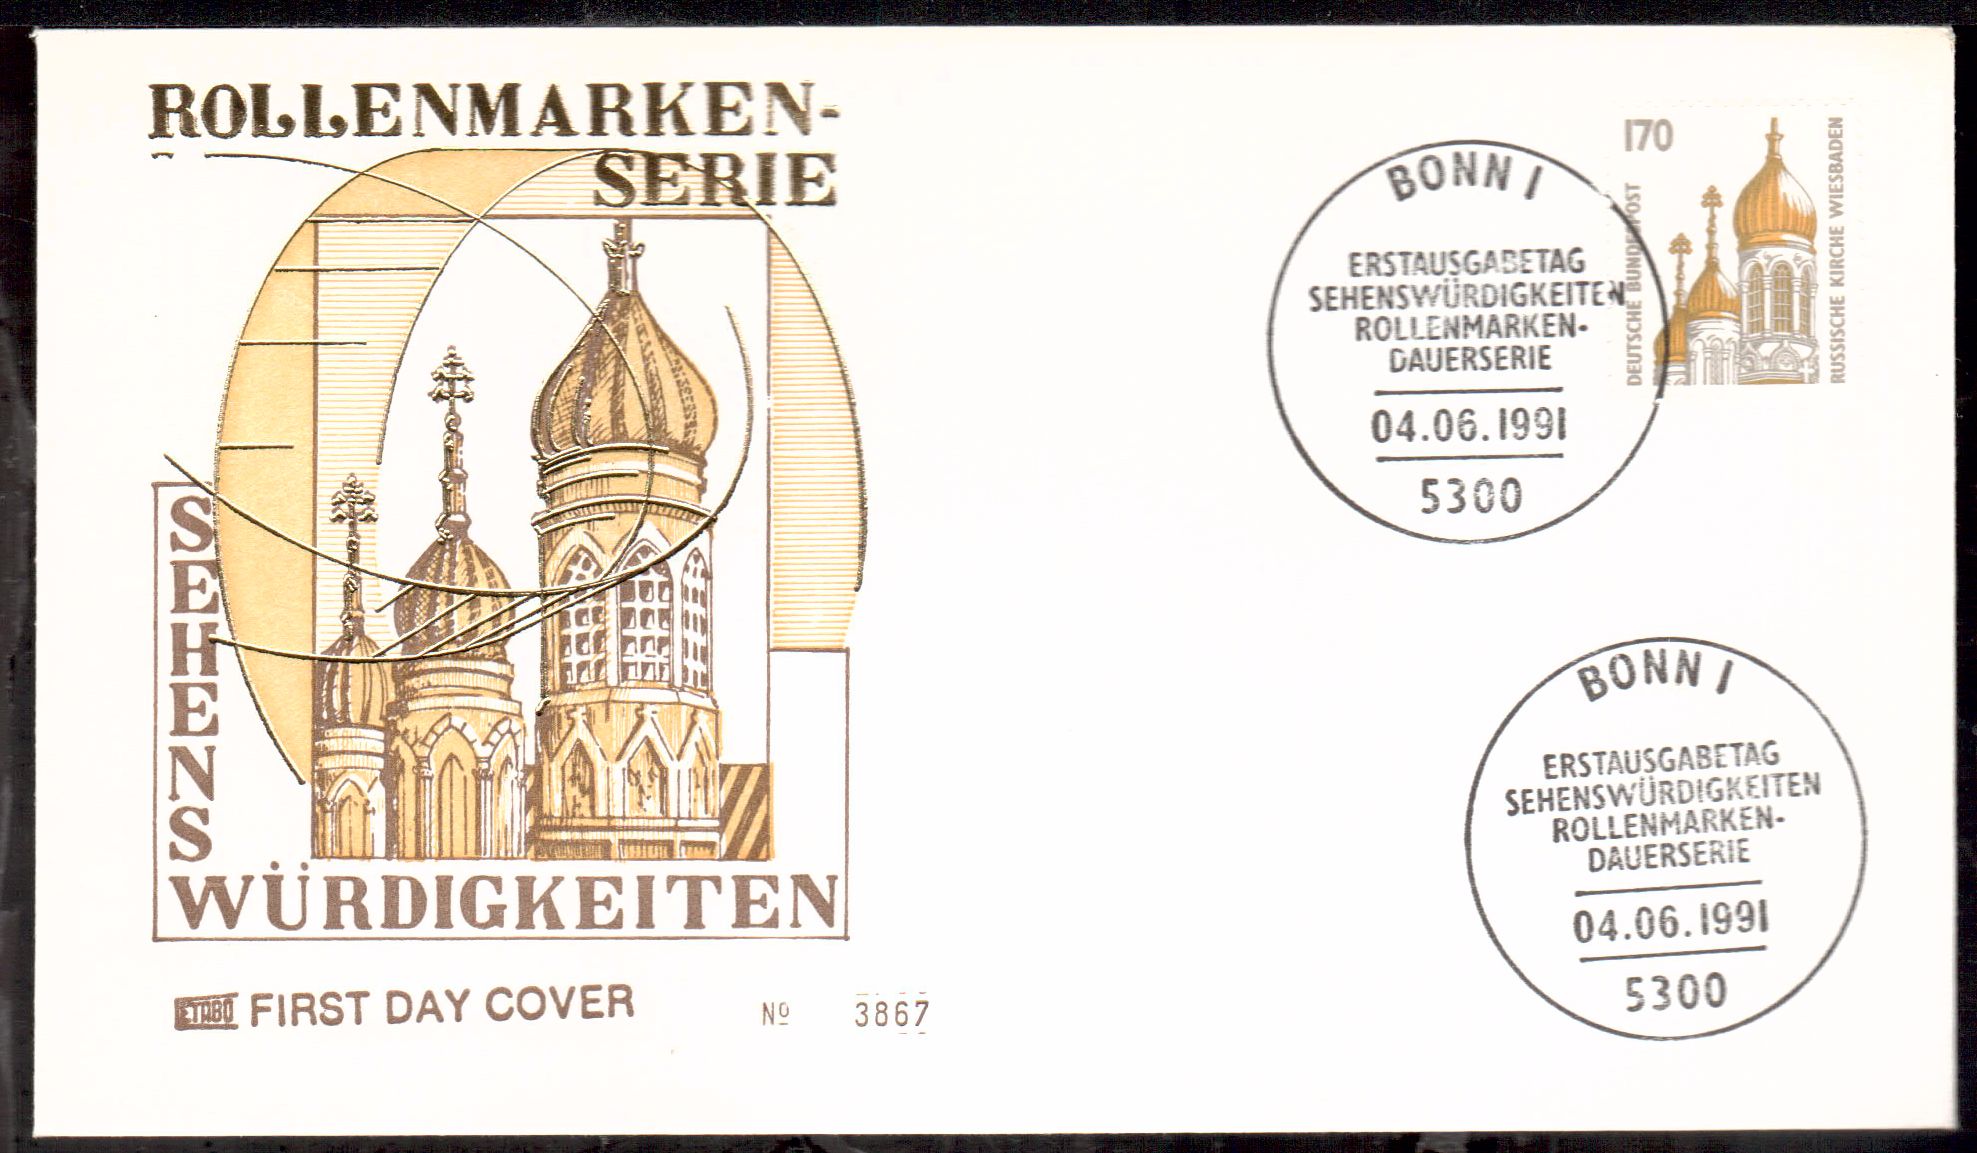 ROLLENMARKEN-
SERIE
SEHENS
WÜRDIGKEITEN
ETABO FIRST DAY COVER
Nº 3867
170
DEUTSCHE BUNDESPOST
RUSSISCHE KIRCHE WIESBADEN
BONN 1
ERSTAUSGABETAG
SEHENSWÜRDIGKEITEN
ROLLENMARKEN-
DAUERSERIE
04.06.1991
5300
BONN 1
ERSTAUSGABETAG
SEHENSWÜRDIGKEITEN
ROLLENMARKEN-
DAUERSERIE
04.06.1991
5300